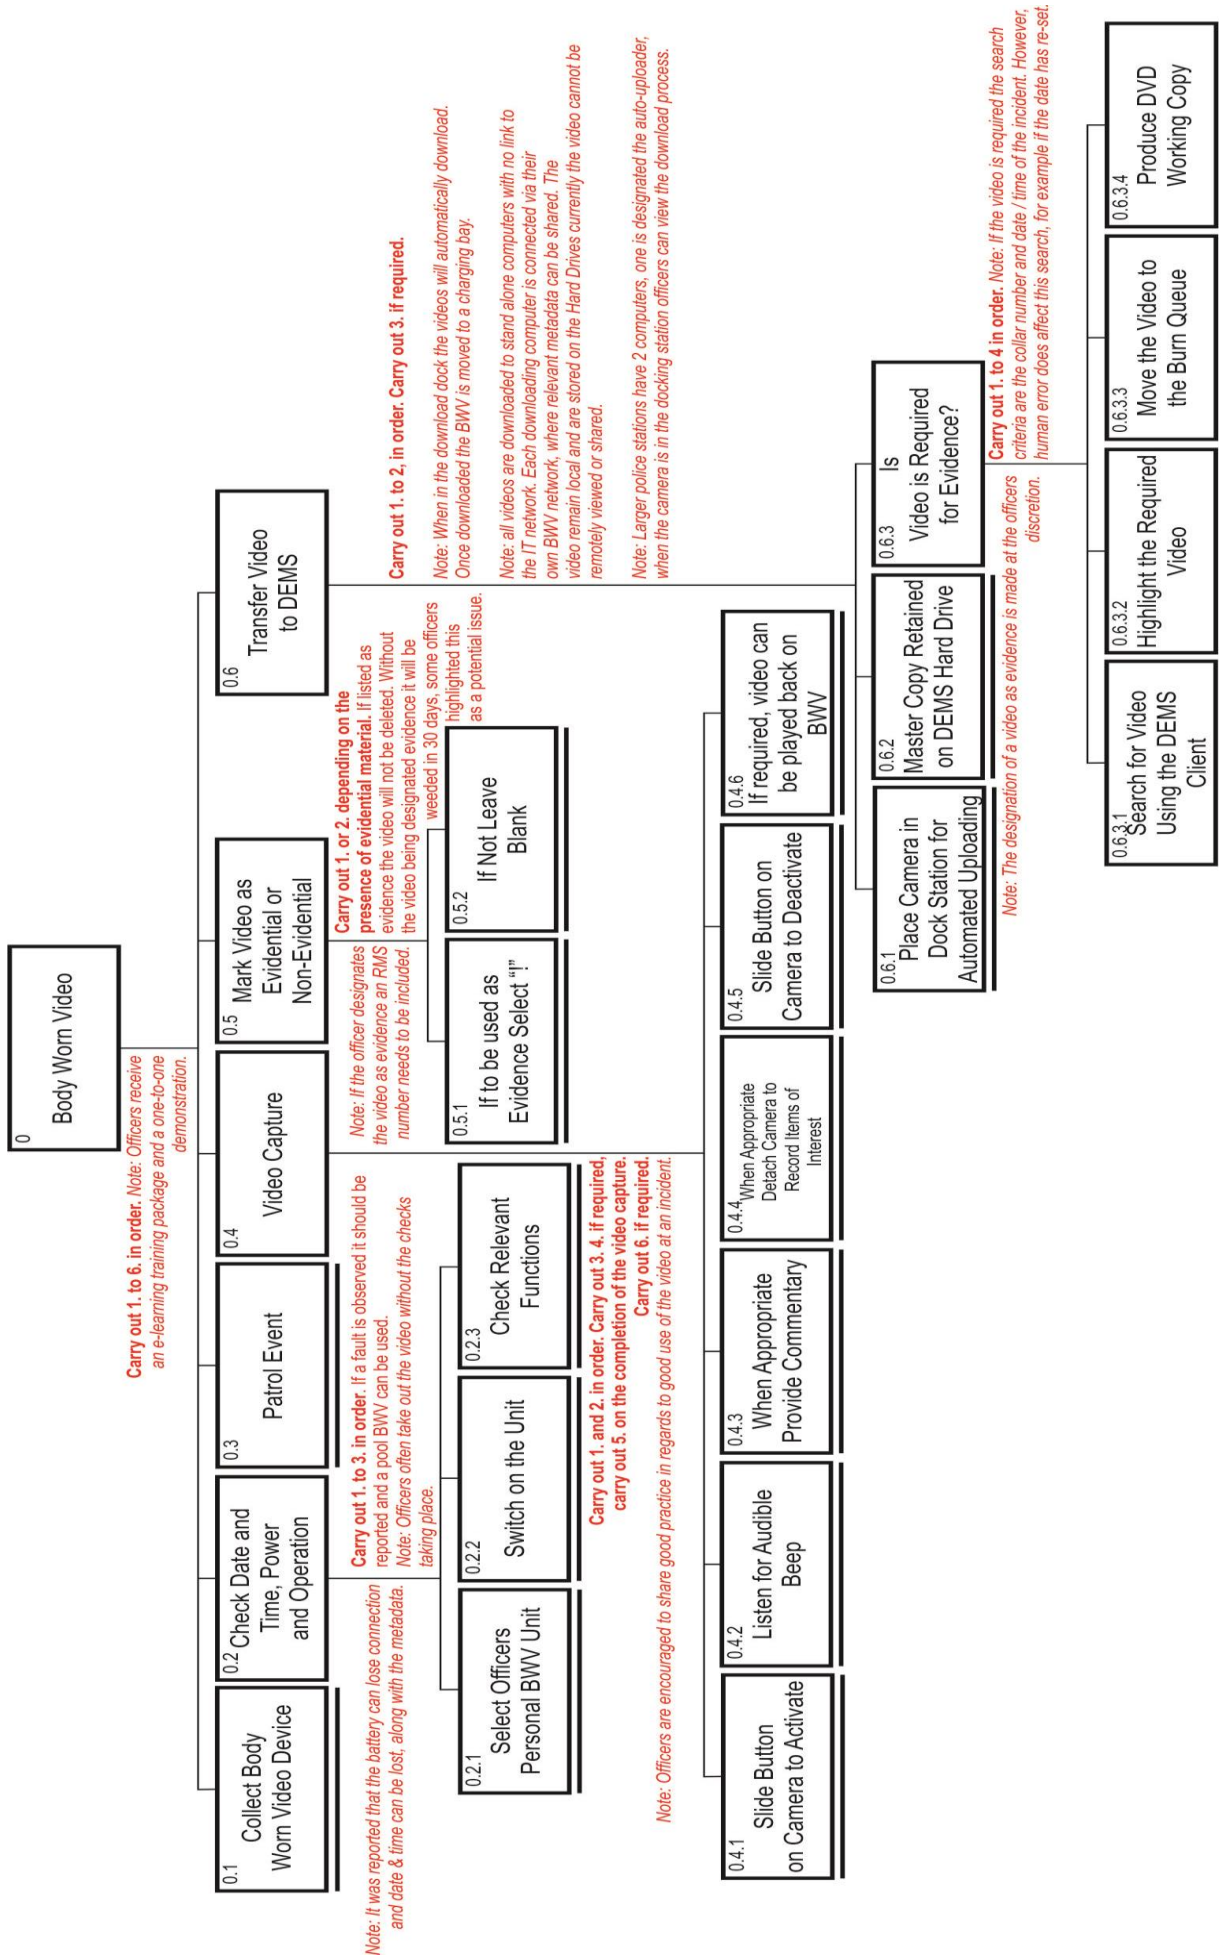 0
Body Worn Video
Carry out 1. to 6. in order. Note: Officers receive
an e-learning training package and a one-to-one
demonstration.
0.1
Collect Body
Worn Video Device
0.2 Check Date and
Time, Power
and Operation
0.3
Patrol Event
0.4
Video Capture
0.5
Mark Video as
Evidential or
Non-Evidential
0.6
Transfer Video
to DEMS
Note: It was reported that the battery can lose connection
and date & time can be lost, along with the metadata.
Carry out 1. to 3. in order. If a fault is observed it should be
reported and a pool BWV can be used.
Note: Officers often take out the video without the checks
taking place.
0.2.1
Select Officers
Personal BWV Unit
0.2.2
Switch on the Unit
0.2.3
Check Relevant
Functions
Note: If the officer designates
the video as evidence an RMS
number needs to be included.
Carry out 1. or 2. depending on the
presence of evidential material. If listed as
evidence the video will not be deleted. Without
the video being designated evidence it will be
weeded in 30 days, some officers
highlighted this
as a potential issue.
0.5.1
If to be used as
Evidence Select “!”
0.5.2
If Not Leave
Blank
Carry out 1. to 2, in order. Carry out 3. if required.
Note: When in the download dock the videos will automatically download.
Once downloaded the BWV is moved to a charging bay.
Note: all videos are downloaded to stand alone computers with no link to
the IT network. Each downloading computer is connected via their
own BWV network, where relevant metadata can be shared. The
video remain local and are stored on the Hard Drives currently the video cannot be
remotely viewed or shared.
Note: Larger police stations have 2 computers, one is designated the auto-uploader,
when the camera is in the docking station officers can view the download process.
Carry out 1. and 2. in order. Carry out 3. 4. if required,
carry out 5. on the completion of the video capture.
Carry out 6. if required.
Note: Officers are encouraged to share good practice in regards to good use of the video at an incident.
0.4.1
Slide Button
on Camera to Activate
0.4.2
Listen for Audible
Beep
0.4.3
When Appropriate
Provide Commentary
0.4.4 When Appropriate
Detach Camera to
Record Items of
Interest
0.4.5
Slide Button on
Camera to Deactivate
0.4.6
If required, video can
be played back on
BWV
0.6.1
Place Camera in
Dock Station for
Automated Uploading
0.6.2
Master Copy Retained
on DEMS Hard Drive
0.6.3
Is
Video is Required
for Evidence?
Note: The designation of a video as evidence is made at the officers
discretion.
Carry out 1. to 4 in order. Note: If the video is required the search
criteria are the collar number and date / time of the incident. However,
human error does affect this search, for example if the date has re-set.
0.6.3.1
Search for Video
Using the DEMS
Client
0.6.3.2
Highlight the Required
Video
0.6.3.3
Move the Video to
the Burn Queue
0.6.3.4
Produce DVD
Working Copy